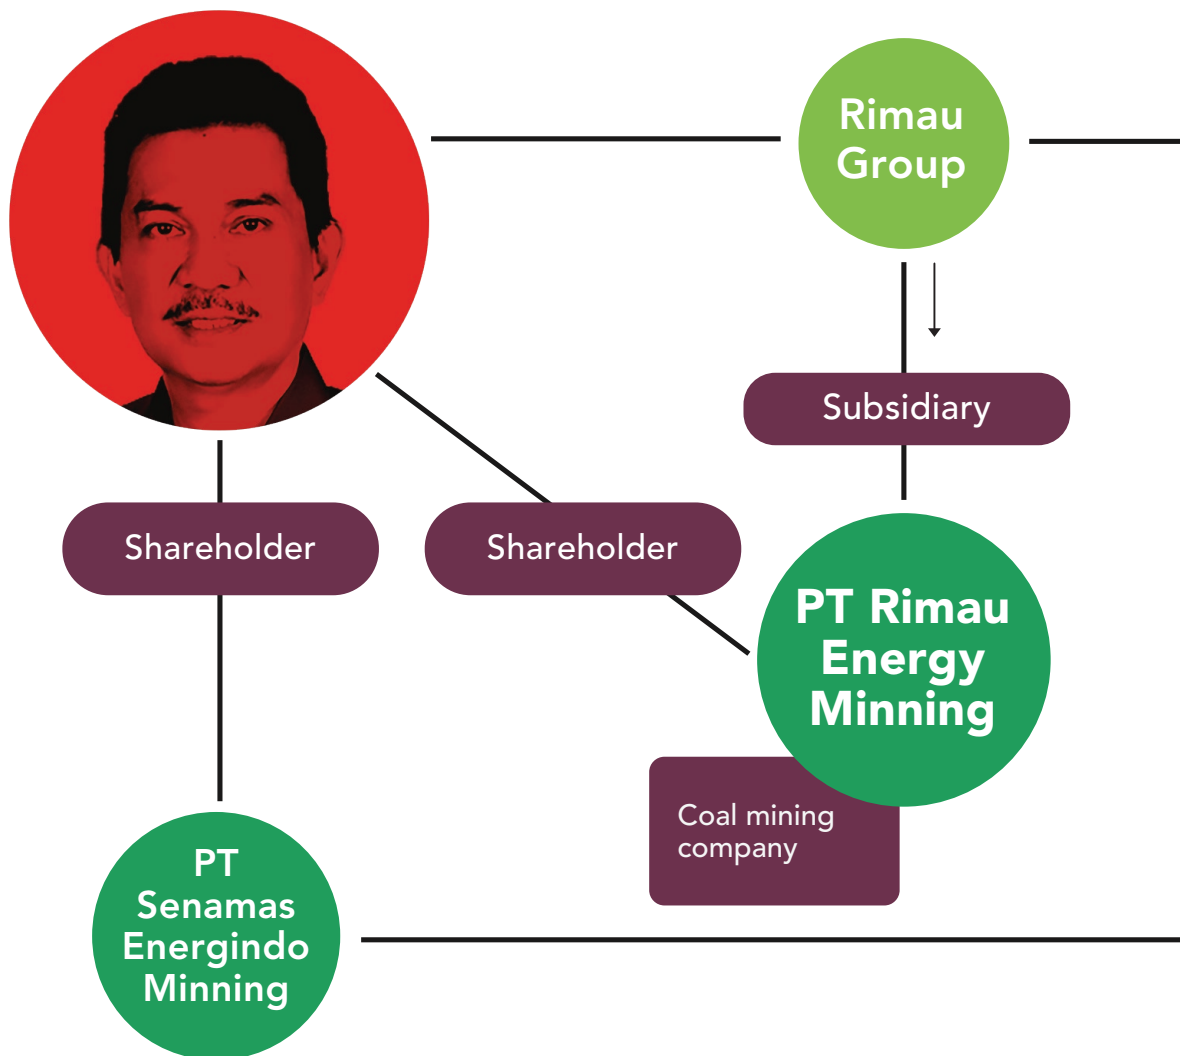 Rimau
Group
Subsidiary
Shareholder
Shareholder
PT Rimau
Energy
Minning
Coal mining
company
PT
Senamas
Energindo
Minning